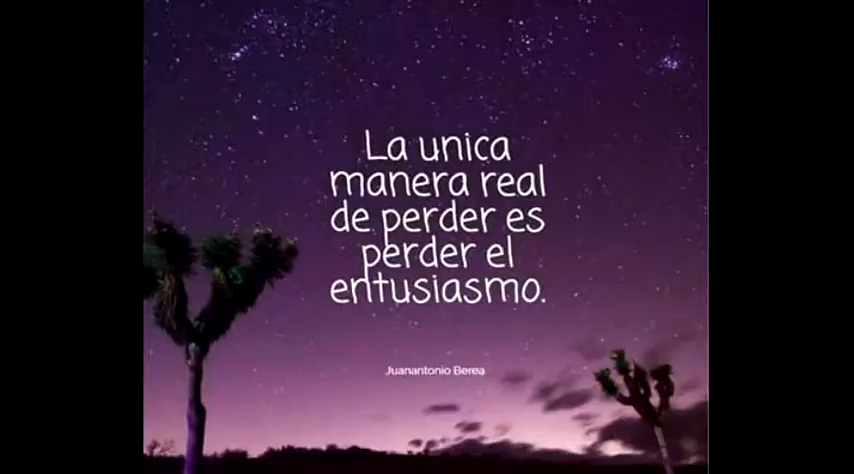 La unica
manera real
de perder es
perder el
entusiasmo.
Juanantonio Berea